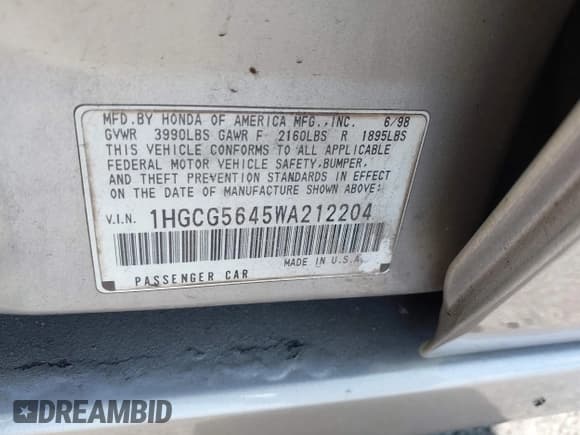 MFD.BY HONDA OF AMERICA MFG.,INC. 6/98
GVWR 3990LBS GAWR F 2160LBS R 1895LBS
THIS VEHICLE CONFORMS TO ALL APPLICABLE
FEDERAL MOTOR VEHICLE SAFETY,BUMPER,
AND THEFT PREVENTION STANDARDS IN EFFECT
ON THE DATE OF MANUFACTURE SHOWN ABOVE:
V.I.N. 1HGCG5645WA212204
MADE IN U.S.A
PASSENGER CAR
DREAMBID